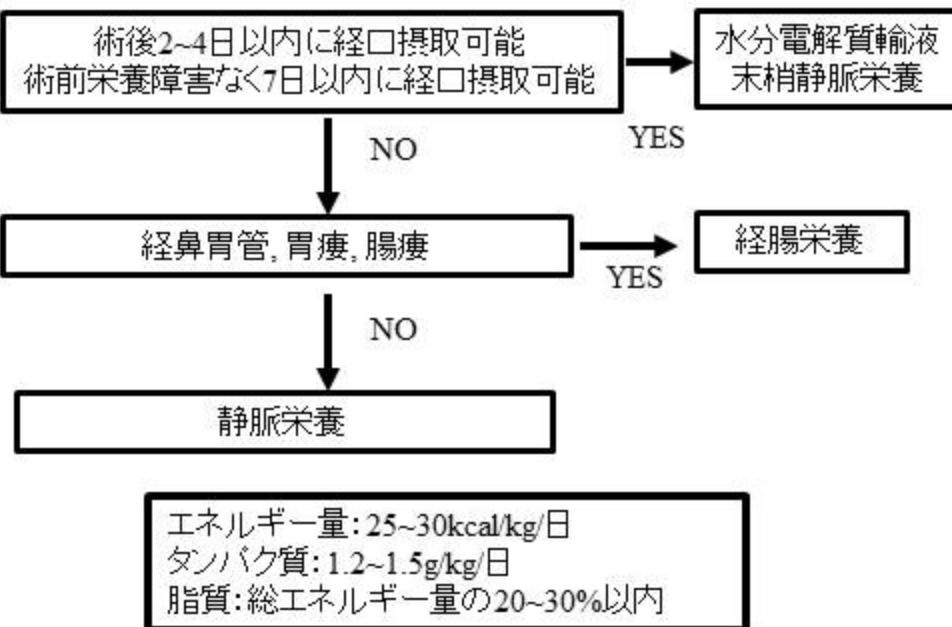 術後2~4日以内に経口摂取可能
術前栄養障害なく7日以内に経口摂取可能
水分電解質輸液
末梢静脈栄養
YES
NO
経鼻胃管, 胃瘻, 腸瘻
経腸栄養
YES
NO
静脈栄養
エネルギー量:25~30kcal/kg/日
タンパク質:1.2~1.5g/kg/日
脂質:総エネルギー量の20~30%以内